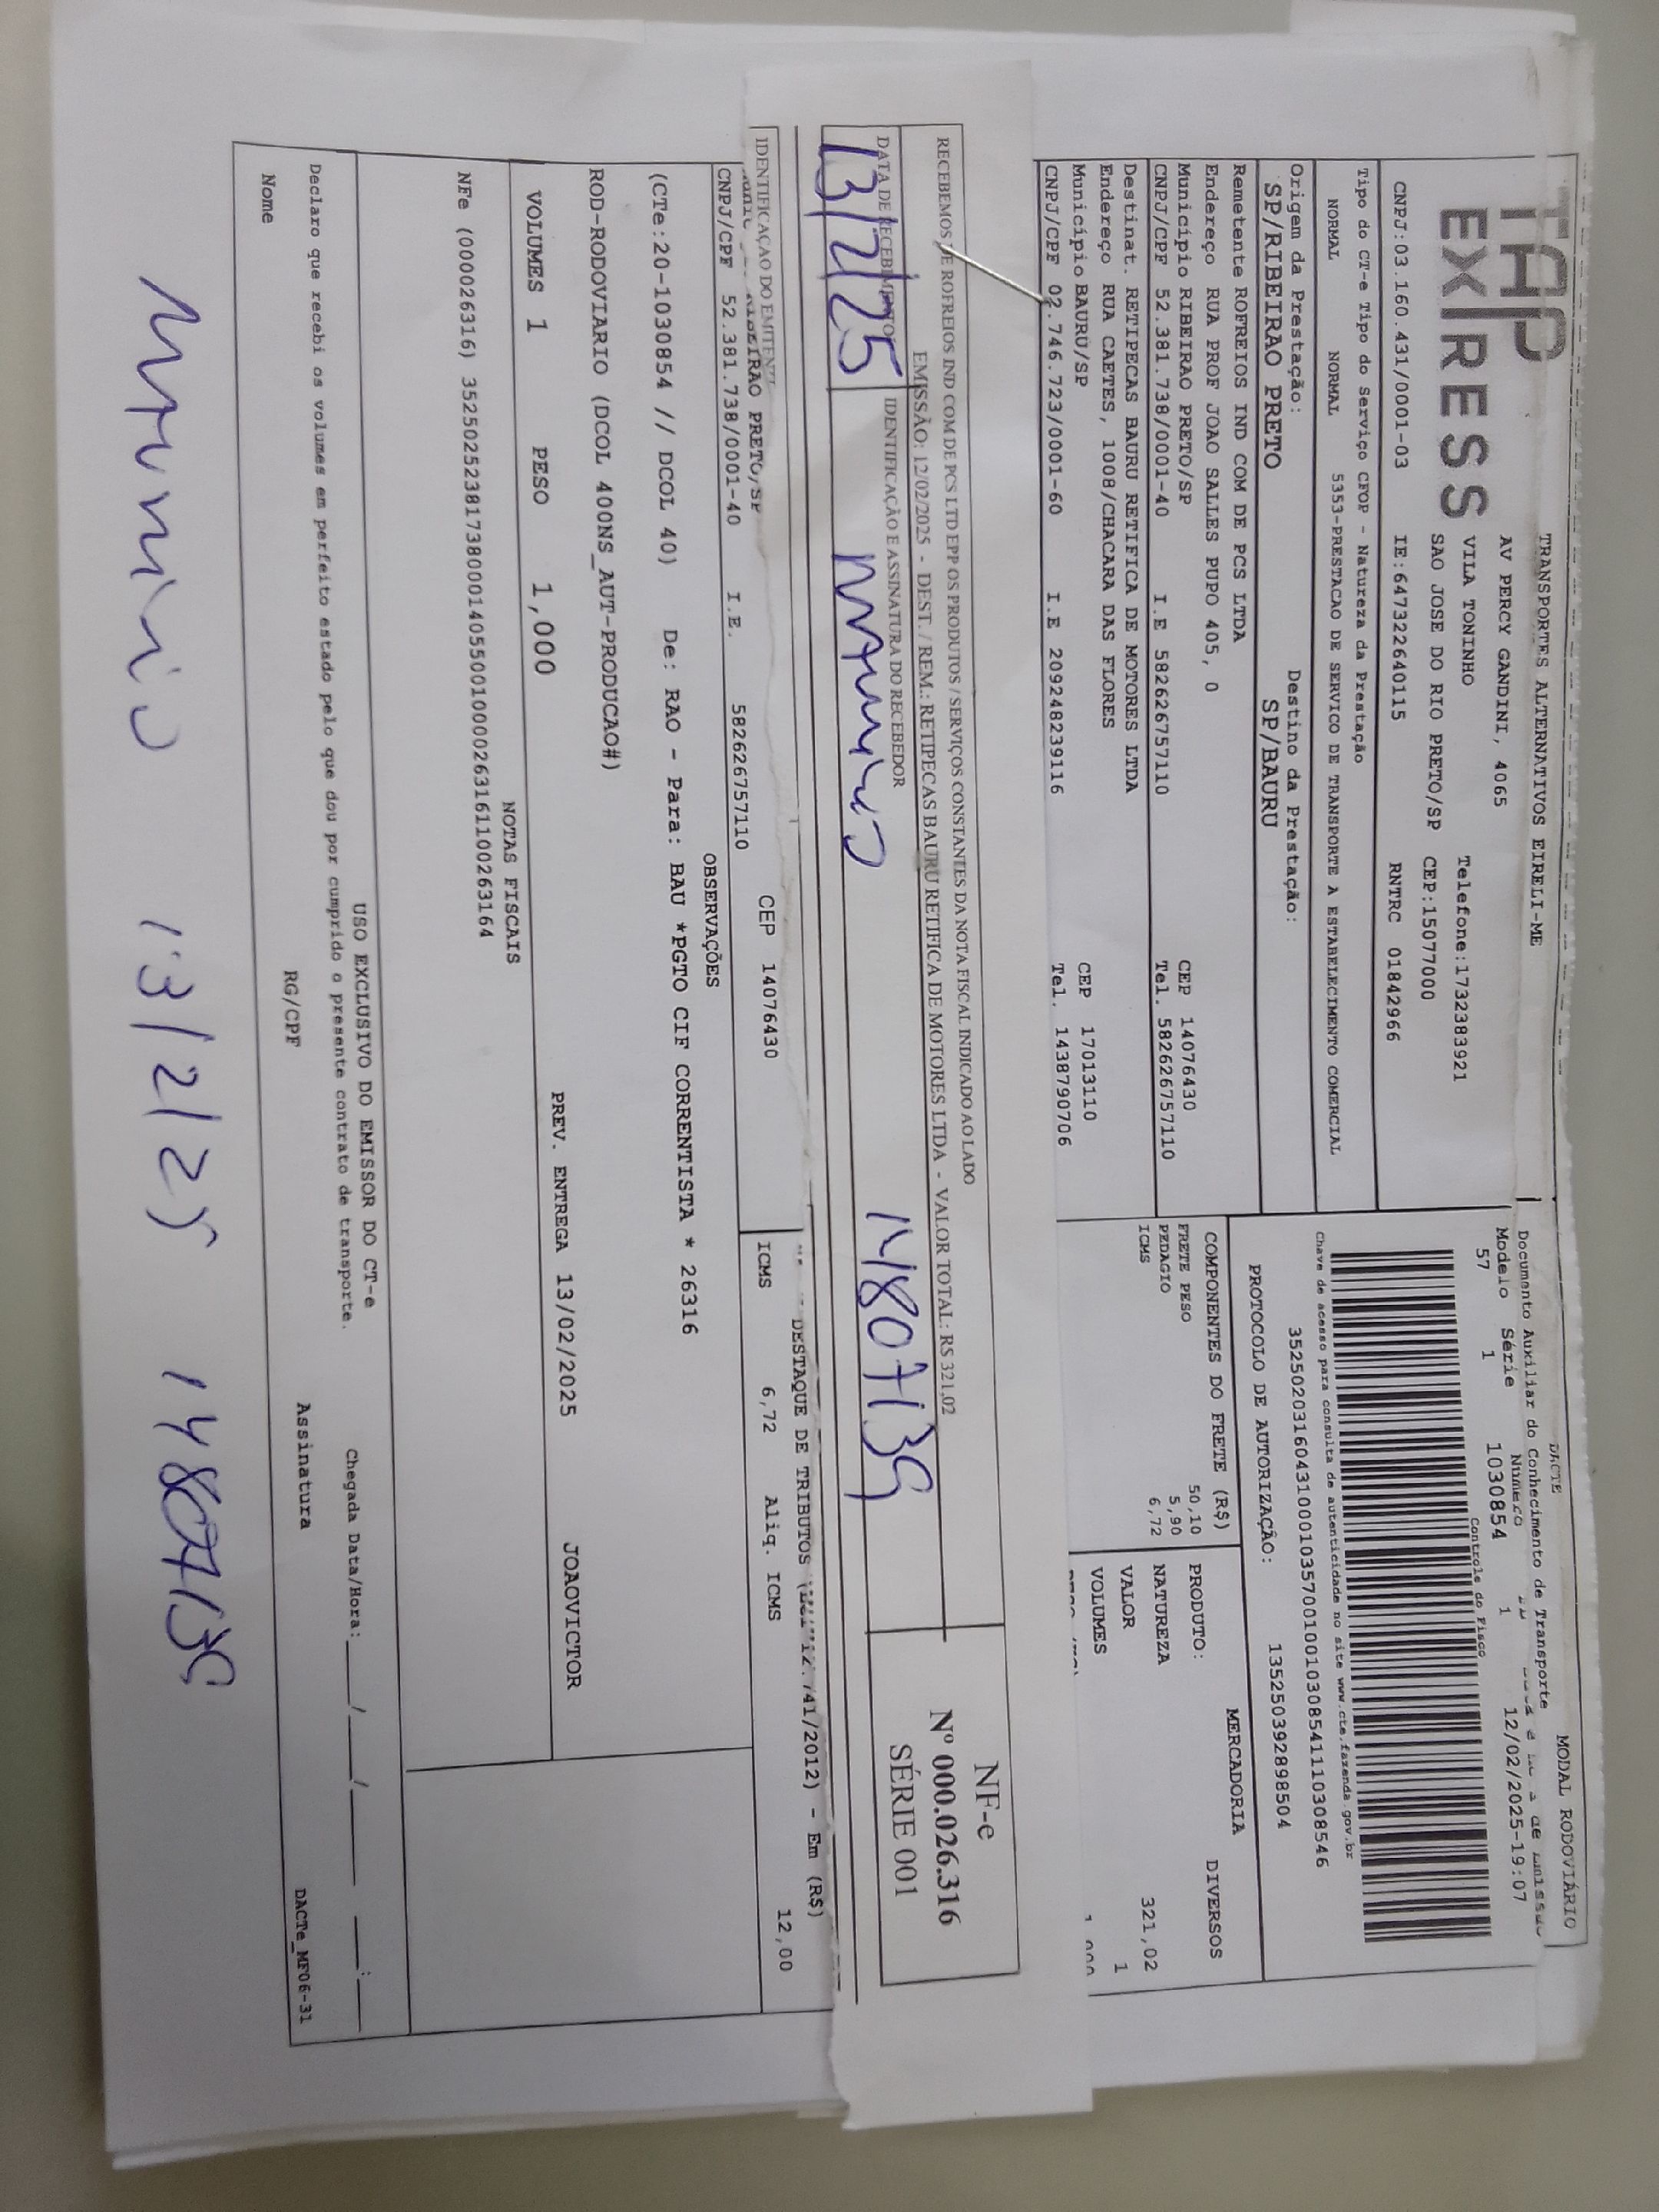 TAP
EXPRESS
TRANSPORTES ALTERNATIVOS EIRELI-ME
AV PERCY GANDINI, 4065
VILA TONINHO
Telefone:1732383921
SAO JOSE DO RIO PRETO/SP CEP:15077000
CNPJ:03.160.431/0001-03 IE:647322640115 RNTRC 01842966
MODAL RODOVIÁRIO
DACTE
Documento Auxiliar do Conhecimento de Transporte
Modelo Série Número
57 1 1030854 1 12/02/2025-19:07
Controle do Fisco
Chave de acesso para consulta de autenticidade no site www.cte.fazenda.gov.br
35250203160431000103570010010308541110308546
PROTOCOLO DE AUTORIZAÇÃO: 135250392898504
Tipo do CT-e Tipo do Serviço CFOP - Natureza da Prestação
NORMAL NORMAL 5353-PRESTACAO DE SERVICO DE TRANSPORTE A ESTABELECIMENTO COMERCIAL
Origem da Prestação: Destino da Prestação:
SP/RIBEIRAO PRETO SP/BAURU
Remetente ROFREIOS IND COM DE PCS LTDA
Endereço RUA PROF JOAO SALLES PUPO 405, 0
Município RIBEIRAO PRETO/SP CEP 14076430
CNPJ/CPF 52.381.738/0001-40 I.E 582626757110 Tel. 582626757110
Destinat. RETIPECAS BAURU RETIFICA DE MOTORES LTDA
Endereço RUA CAETES, 1008/CHACARA DAS FLORES
Município BAURU/SP CEP 17013110
CNPJ/CPF 02.746.723/0001-60 I.E 209248239116 Tel. 1438790706
COMPONENTES DO FRETE (R$)
FRETE PESO 50,10
PEDAGIO 5,90
ICMS 6,72
MERCADORIA
PRODUTO: DIVERSOS
NATUREZA
VALOR 321,02
VOLUMES 1
RECEBEMOS DE ROFREIOS IND COM DE PCS LTD EPP OS PRODUTOS / SERVIÇOS CONSTANTES DA NOTA FISCAL INDICADO AO LADO
EMISSÃO: 12/02/2025 - DEST. / REM.: RETIPECAS BAURU RETIFICA DE MOTORES LTDA - VALOR TOTAL: R$ 321,02
DATA DE RECEBIMENTO IDENTIFICAÇÃO E ASSINATURA DO RECEBEDOR
13/2/25
NF-e
Nº 000.026.316
SÉRIE 001
IDENTIFICAÇAO DO EMITENTE
RIBEIRAO PRETO/SP
CNPJ/CPF 52.381.738/0001-40 I.E. 582626757110 CEP 14076430
DESTAQUE DE TRIBUTOS 12.741/2012) - Em (R$)
ICMS 6,72 Aliq. ICMS 12,00
OBSERVAÇÕES
(CTe:20-1030854 // DCOL 40) De: RAO - Para: BAU *PGTO CIF CORRENTISTA * 26316
ROD-RODOVIARIO (DCOL 400NS_AUT-PRODUCAO#)
VOLUMES 1 PESO 1,000 PREV. ENTREGA 13/02/2025 JOAOVICTOR
NOTAS FISCAIS
NFe (000026316) 35250252381738000140550010000263161100263164
USO EXCLUSIVO DO EMISSOR DO CT-e
Declaro que recebi os volumes em perfeito estado pelo que dou por cumprido o presente contrato de transporte. Chegada Data/Hora:____/____/____ ___:___
Nome RG/CPF Assinatura DACTe_MF06-31
13/2/25